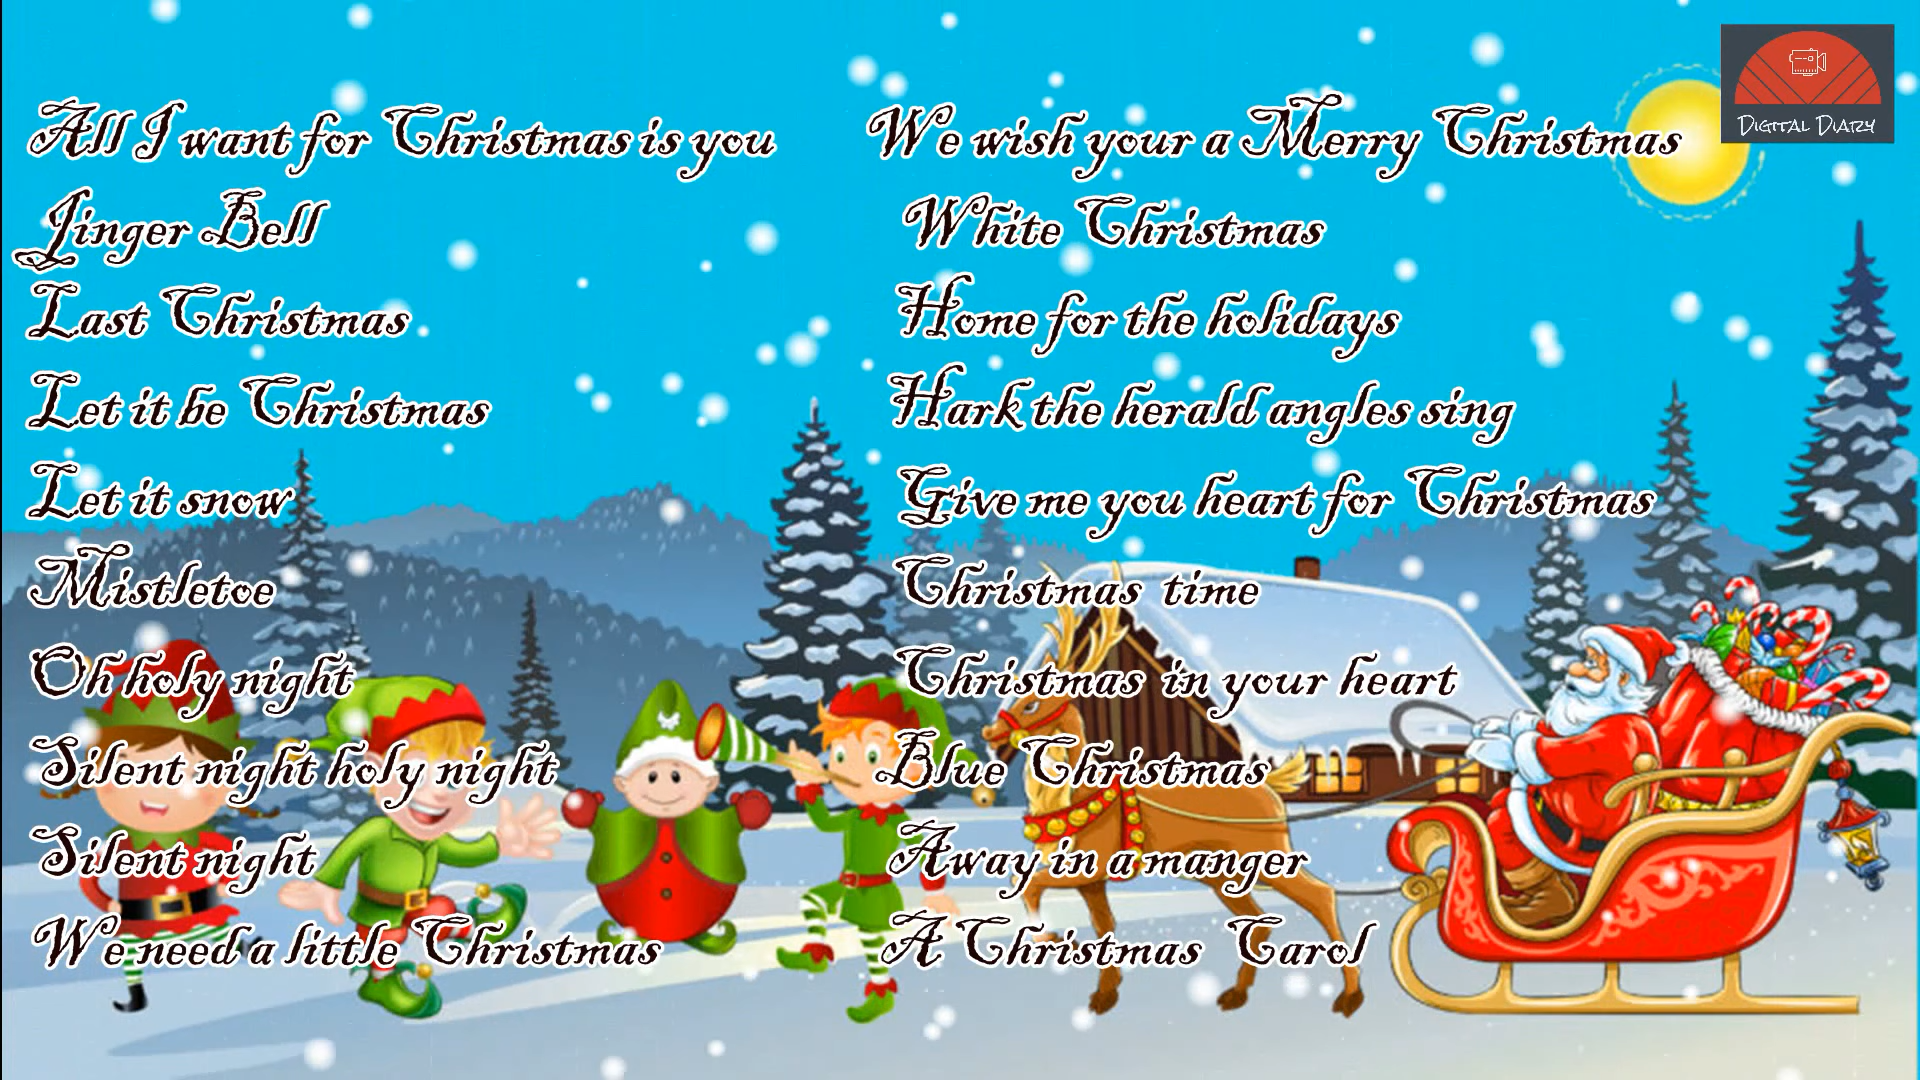 All I want for Christmas is you
Jinger Bell
Last Christmas
Let it be Christmas
Let it snow
Mistletoe
Oh holy night
Silent night holy night
Silent night
We need a little Christmas
We wish your a Merry Christmas
White Christmas
Home for the holidays
Hark the herald angles sing
Give me you heart for Christmas
Christmas time
Christmas in your heart
Blue Christmas
Away in a manger
A Christmas Carol
Digital Diary